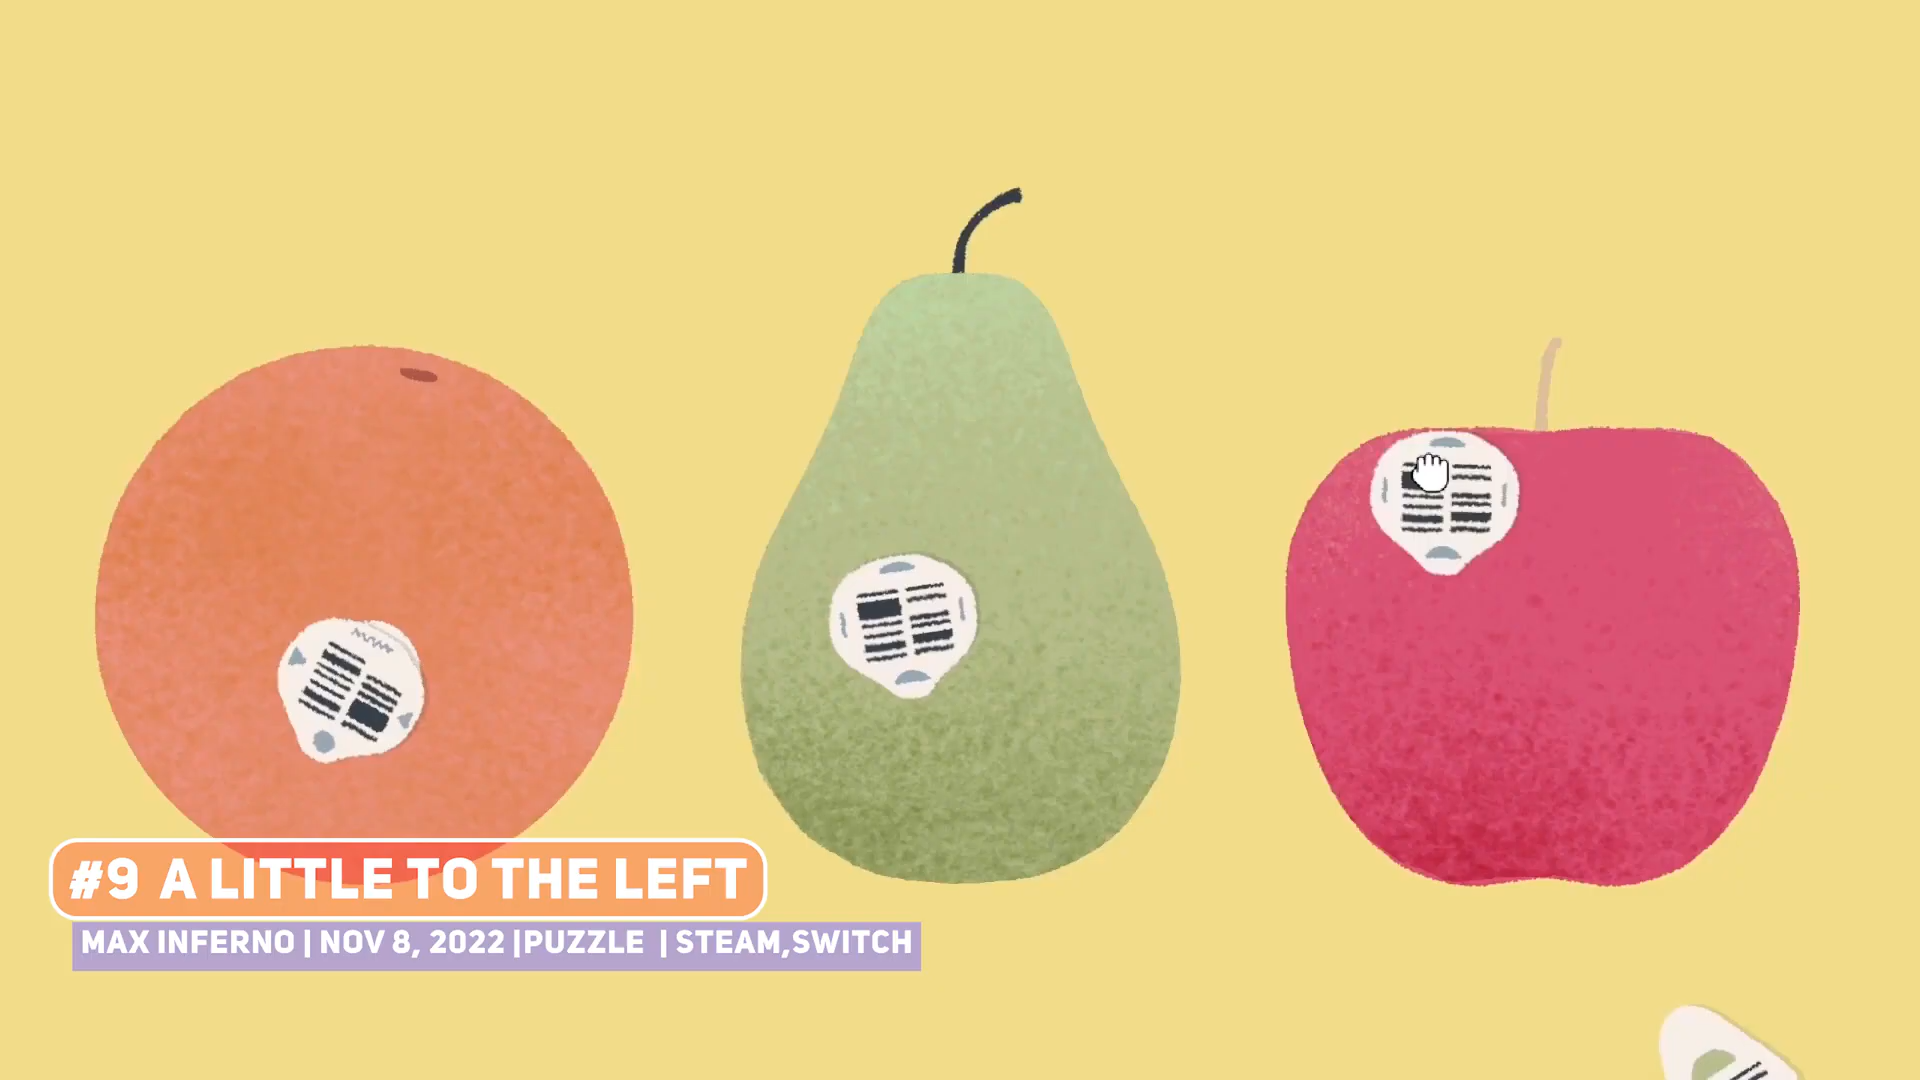 #9 A LITTLE TO THE LEFT
MAX INFERNO | NOV 8, 2022 |PUZZLE | STEAM,SWITCH